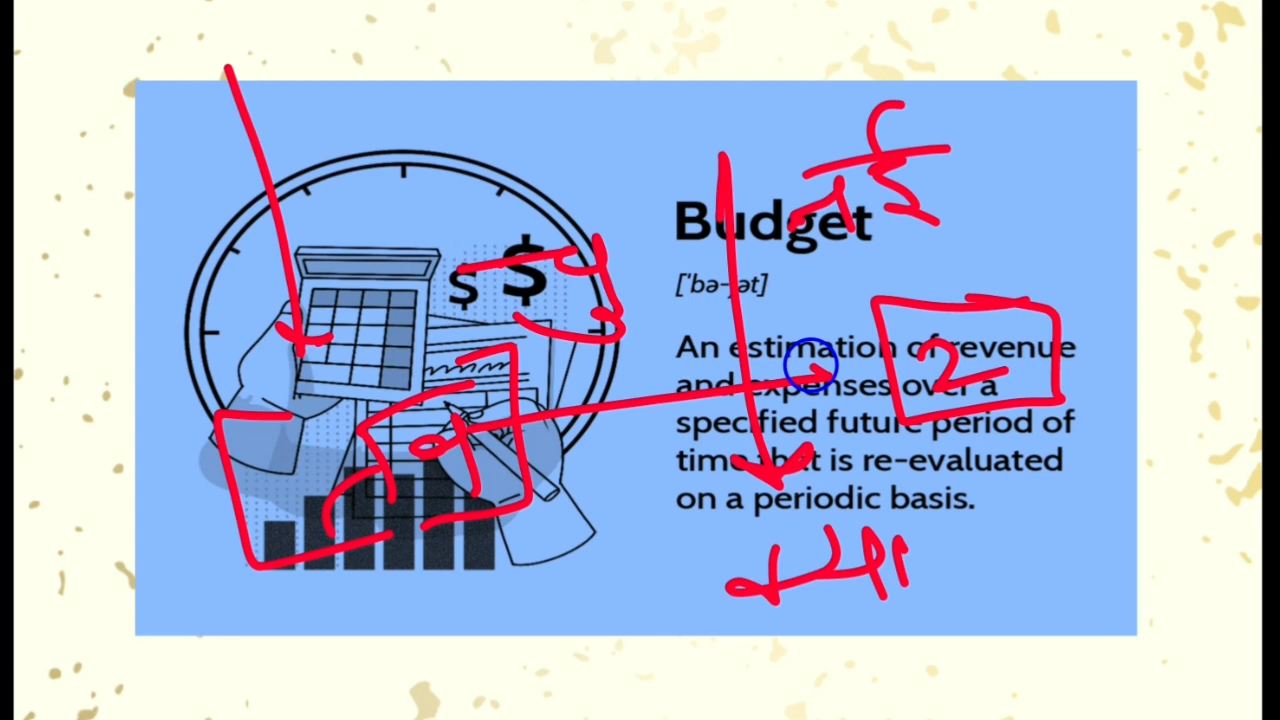 $ $
Budget
['bə-jət]
An estimation of revenue
and expenses over a
specified future period of
time that is re-evaluated
on a periodic basis.
2